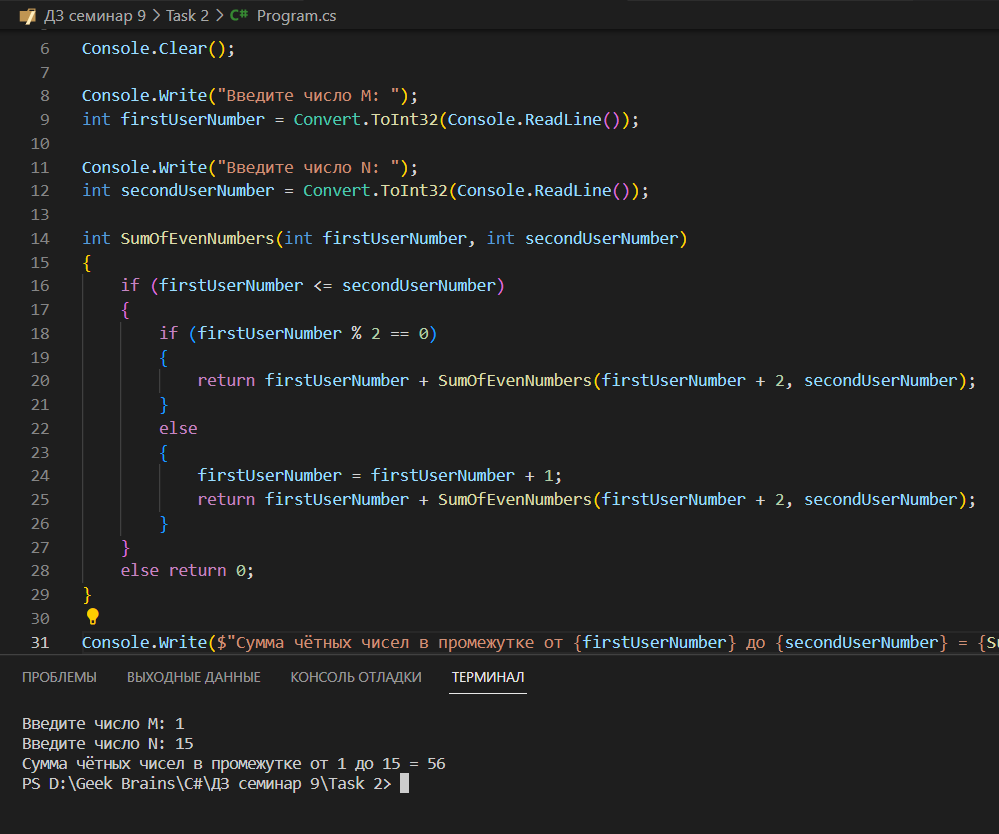 ДЗ семинар 9 > Task 2 > C# Program.cs
6 Console.Clear();
7
8 Console.Write("Введите число M: ");
9 int firstUserNumber = Convert.ToInt32(Console.ReadLine());
10
11 Console.Write("Введите число N: ");
12 int secondUserNumber = Convert.ToInt32(Console.ReadLine());
13
14 int SumOfEvenNumbers(int firstUserNumber, int secondUserNumber)
15 {
16     if (firstUserNumber <= secondUserNumber)
17     {
18         if (firstUserNumber % 2 == 0)
19         {
20             return firstUserNumber + SumOfEvenNumbers(firstUserNumber + 2, secondUserNumber);
21         }
22         else
23         {
24             firstUserNumber = firstUserNumber + 1;
25             return firstUserNumber + SumOfEvenNumbers(firstUserNumber + 2, secondUserNumber);
26         }
27     }
28     else return 0;
29 }
30
31 Console.Write($"Сумма чётных чисел в промежутке от {firstUserNumber} до {secondUserNumber} = {S
ПРОБЛЕМЫ ВЫХОДНЫЕ ДАННЫЕ КОНСОЛЬ ОТЛАДКИ ТЕРМИНАЛ
Введите число M: 1
Введите число N: 15
Сумма чётных чисел в промежутке от 1 до 15 = 56
PS D:\Geek Brains\C#\ДЗ семинар 9\Task 2>